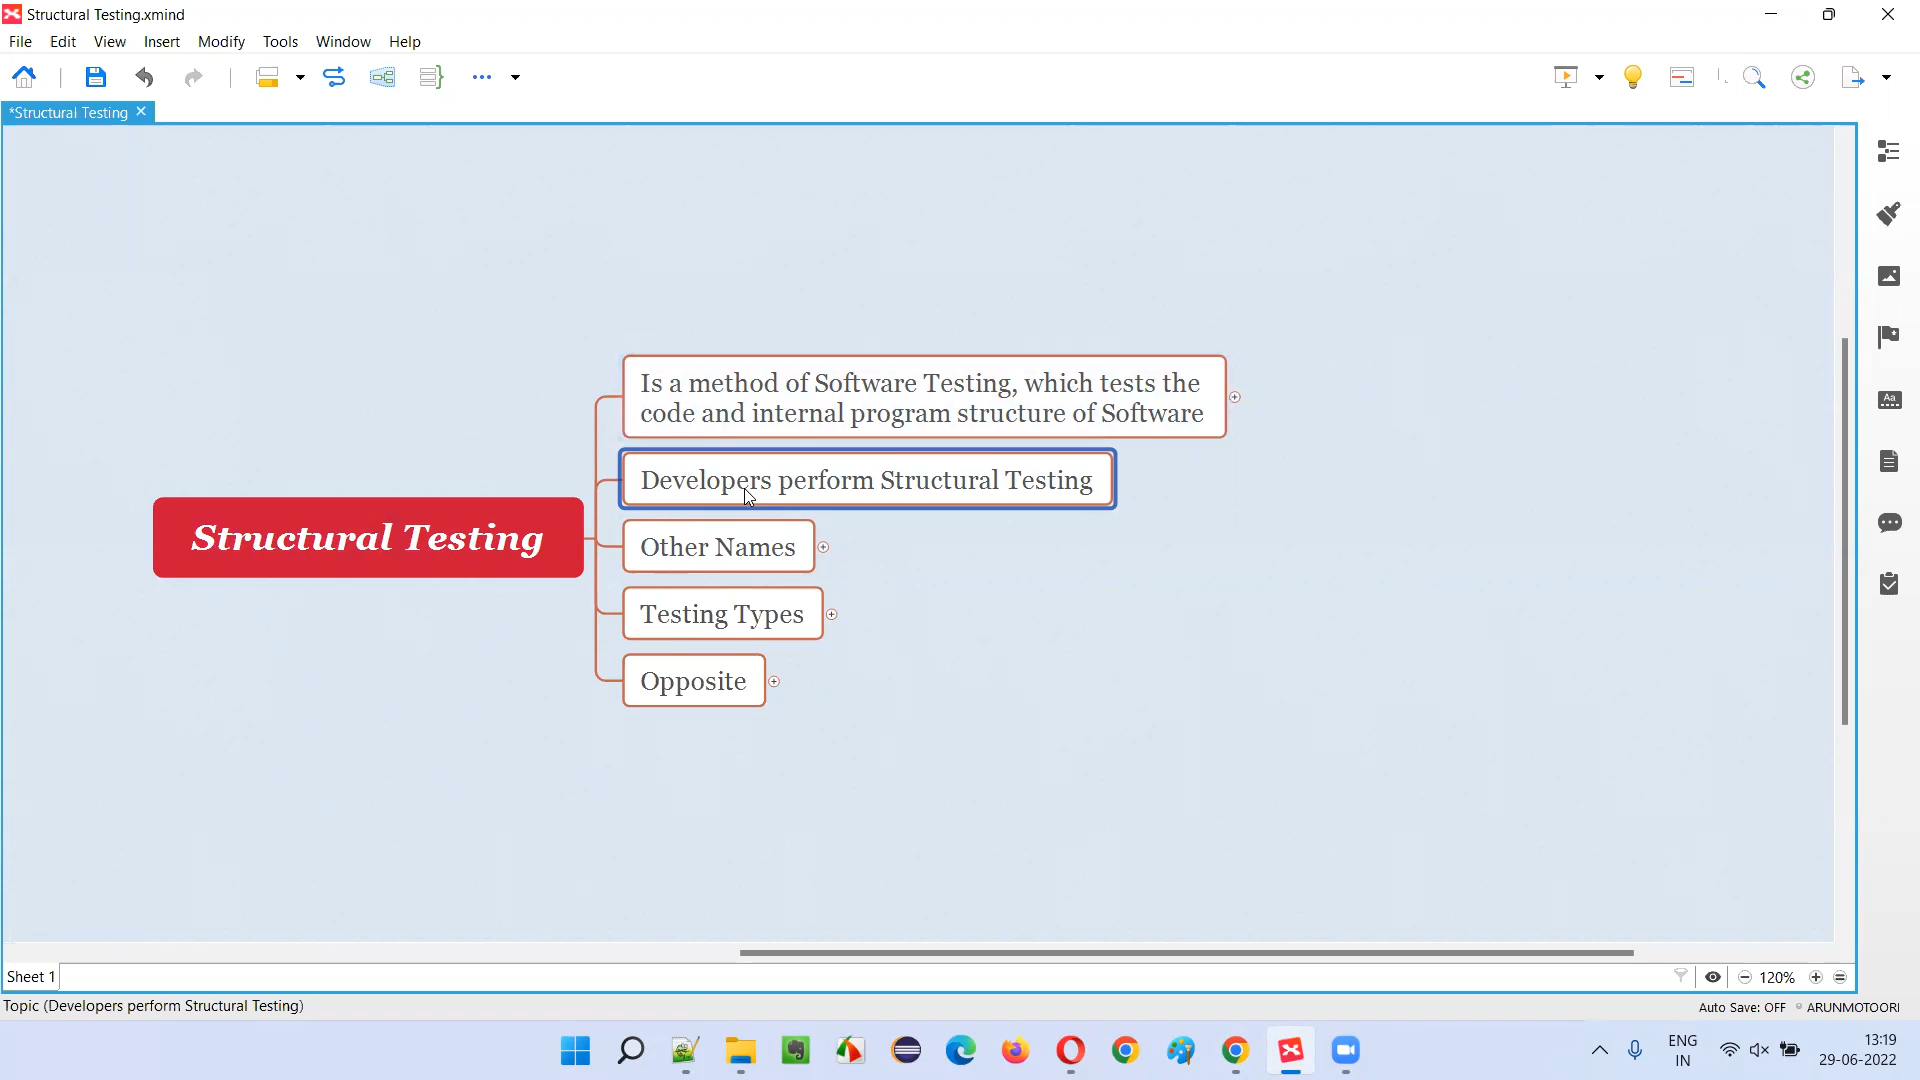 Structural Testing.xmind
File Edit View Insert Modify Tools Window Help
*Structural Testing
Is a method of Software Testing, which tests the
code and internal program structure of Software
Developers perform Structural Testing
Structural Testing
Other Names
Testing Types
Opposite
Aa
Sheet 1
120%
Topic (Developers perform Structural Testing)
Auto Save: OFF
ARUNMOTOORI
ENG
IN
13:19
29-06-2022